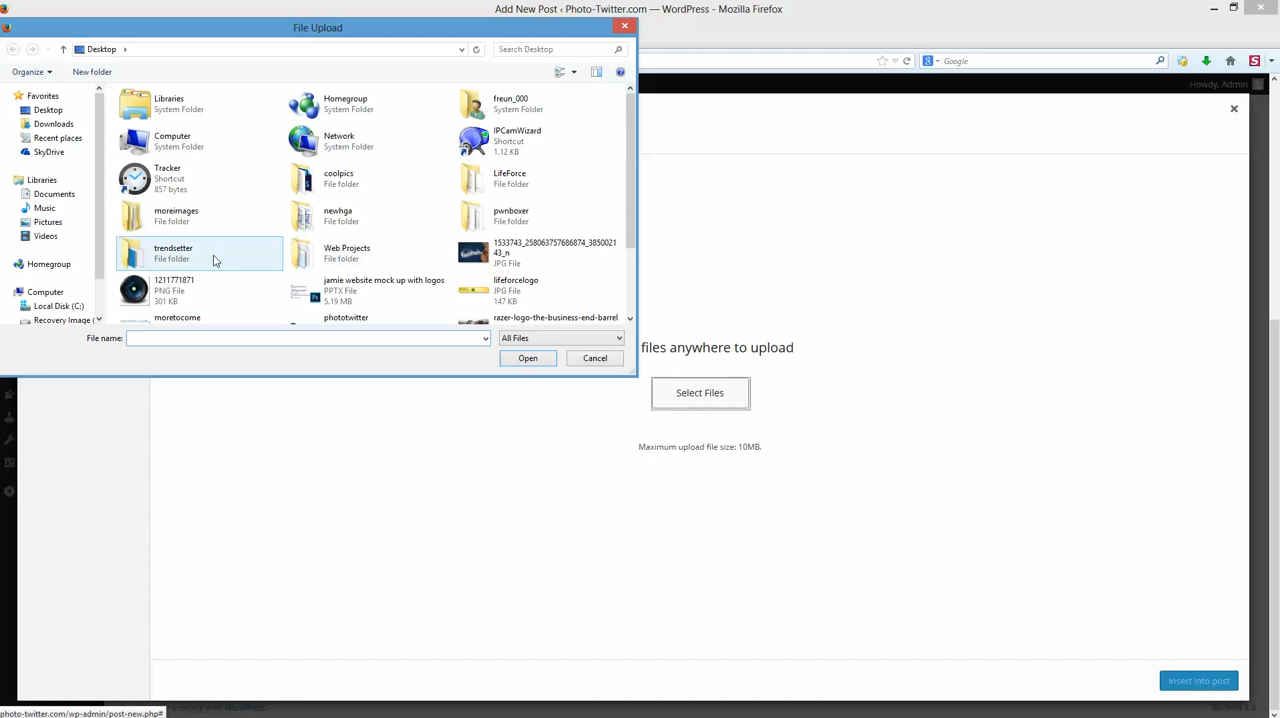 Add New Post ‹ Photo-Twitter.com — WordPress - Mozilla Firefox
File Upload
Desktop
Search Desktop
Google
Organize
New folder
Howdy, Admin
Favorites
Desktop
Downloads
Recent places
SkyDrive
Libraries
Documents
Music
Pictures
Videos
Homegroup
Computer
Local Disk (C:)
Recovery Image (
Libraries
System Folder
Homegroup
System Folder
freun_000
System Folder
Computer
System Folder
Network
System Folder
IPCamWizard
Shortcut
1.12 KB
Tracker
Shortcut
857 bytes
coolpics
File folder
LifeForce
File folder
moreimages
File folder
newhga
File folder
pwnboxer
File folder
trendsetter
File folder
Web Projects
File folder
1533743_258063757686874_3850021
43_n
JPG File
1211771871
PNG File
301 KB
jamie website mock up with logos
PPTX File
5.19 MB
lifeforcelogo
JPG File
147 KB
moretocome
phototwitter
razer-logo-the-business-end-barrel
File name:
All Files
Open
Cancel
files anywhere to upload
Select Files
Maximum upload file size: 10MB.
Insert into post
photo-twitter.com/wp-admin/post-new.php#